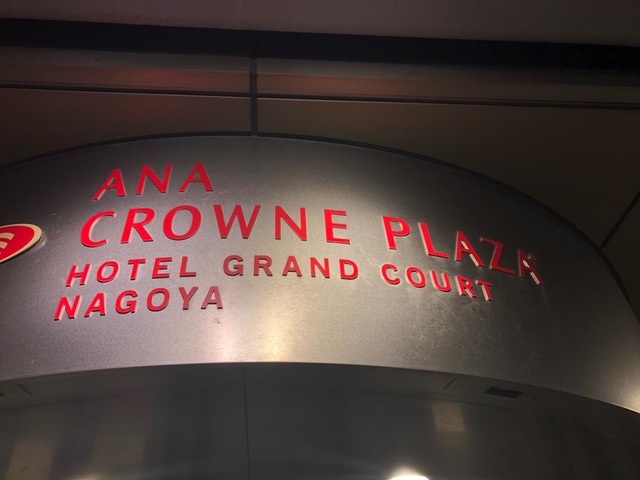 ANA
CROWNE PLAZA
HOTEL GRAND COURT
NAGOYA